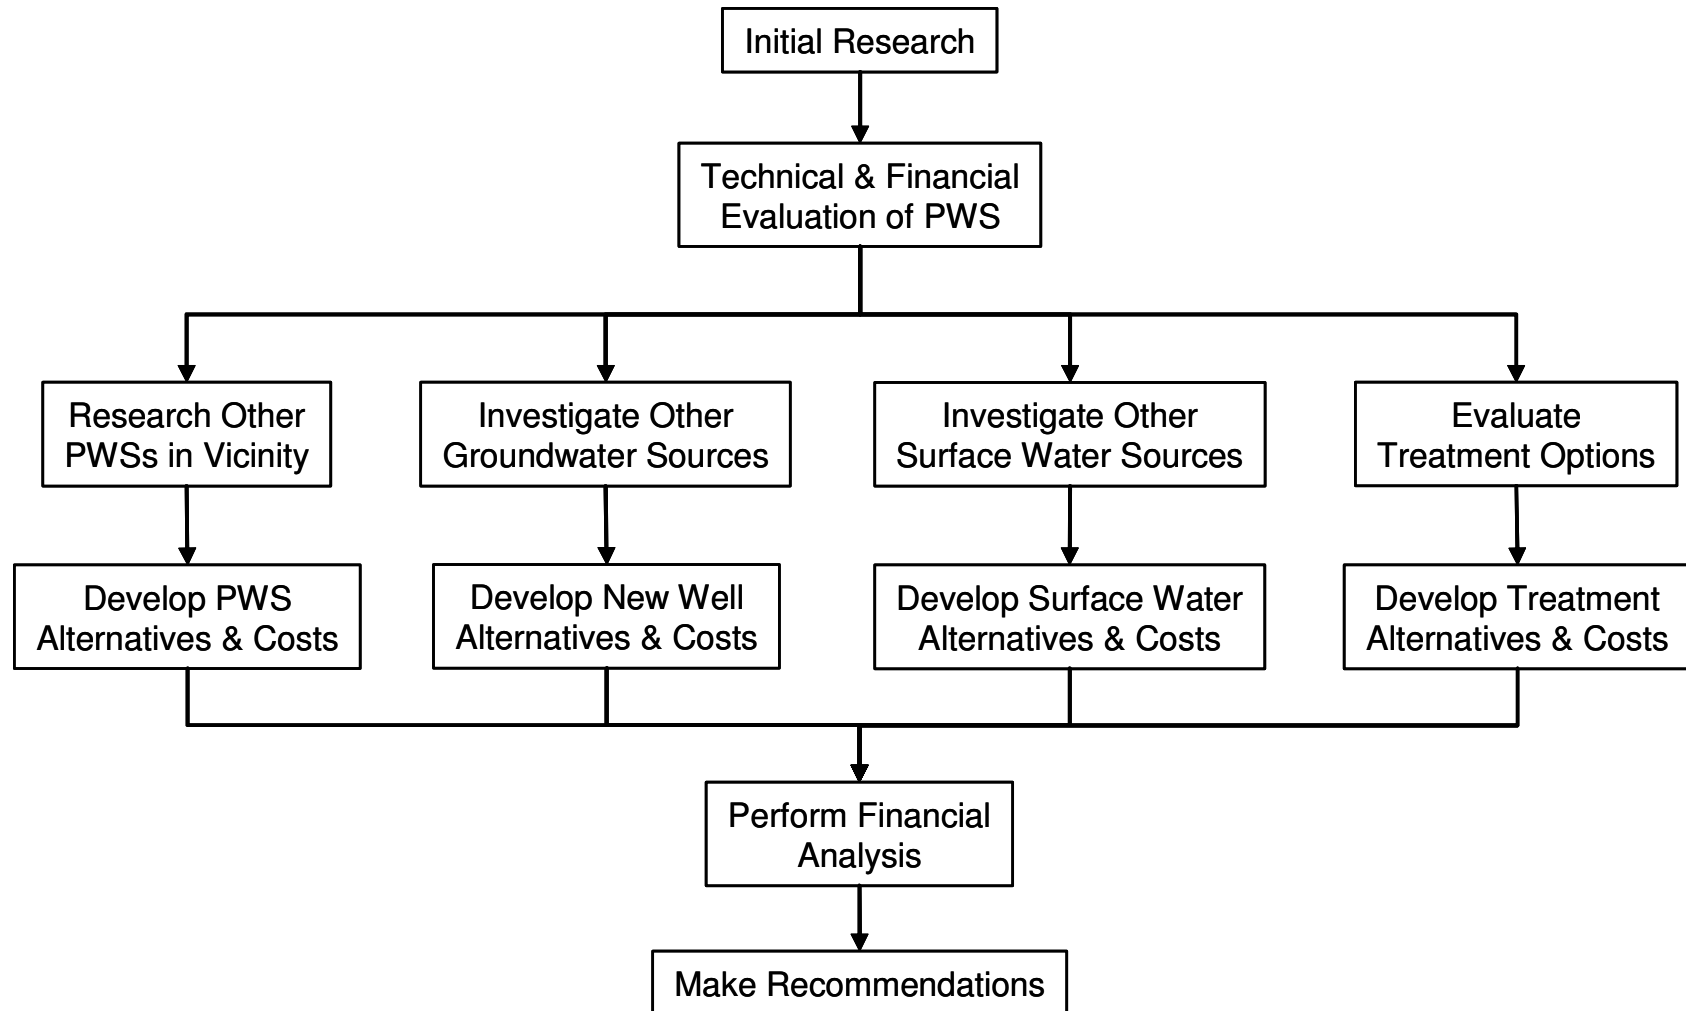 Initial Research
Technical & Financial
Evaluation of PWS
Research Other
PWSs in Vicinity
Investigate Other
Groundwater Sources
Investigate Other
Surface Water Sources
Evaluate
Treatment Options
Develop PWS
Alternatives & Costs
Develop New Well
Alternatives & Costs
Develop Surface Water
Alternatives & Costs
Develop Treatment
Alternatives & Costs
Perform Financial
Analysis
Make Recommendations